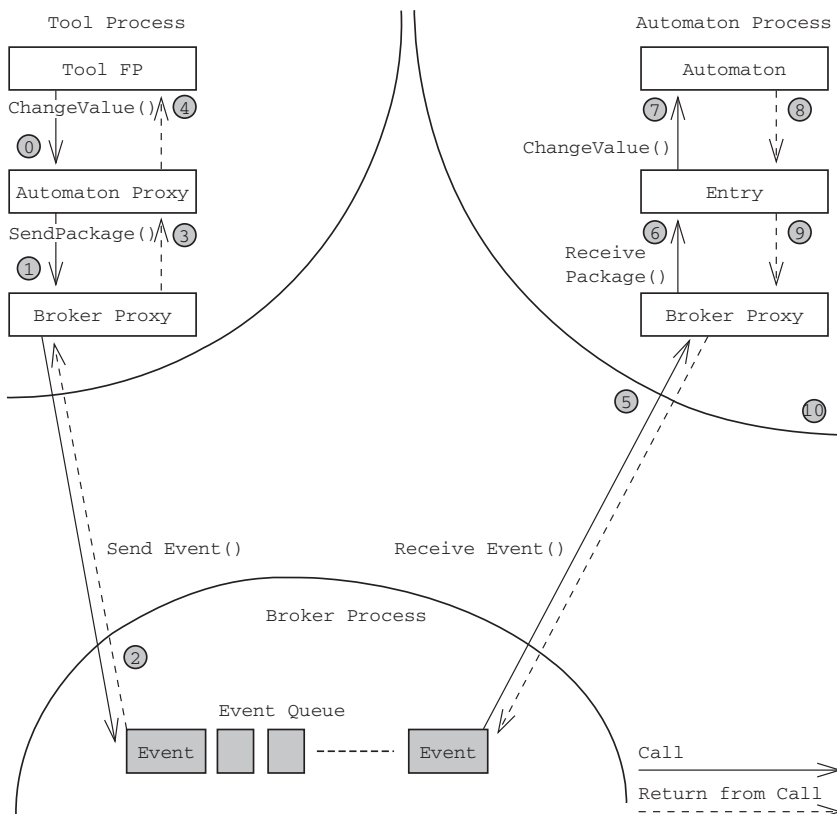 Tool Process
Tool FP
ChangeValue()
4
0
Automaton Proxy
SendPackage()
3
1
Broker Proxy
Automaton Process
Automaton
7
8
ChangeValue()
Entry
6
9
Receive
Package()
Broker Proxy
5
10
Send Event()
Receive Event()
Broker Process
2
Event Queue
Event
Event
Call
Return from Call